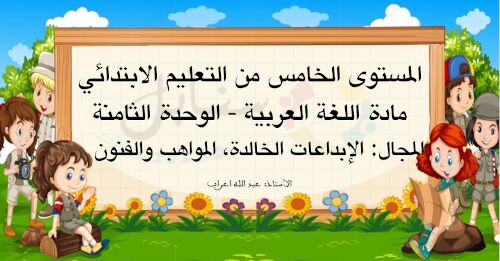 المستوى الخامس من التعليم الابتدائي
مادة اللغة العربية - الوحدة الثامنة
المجال: الإبداعات الخالدة، المواهب والفنون
الأستاذ: عبد الله اعراب